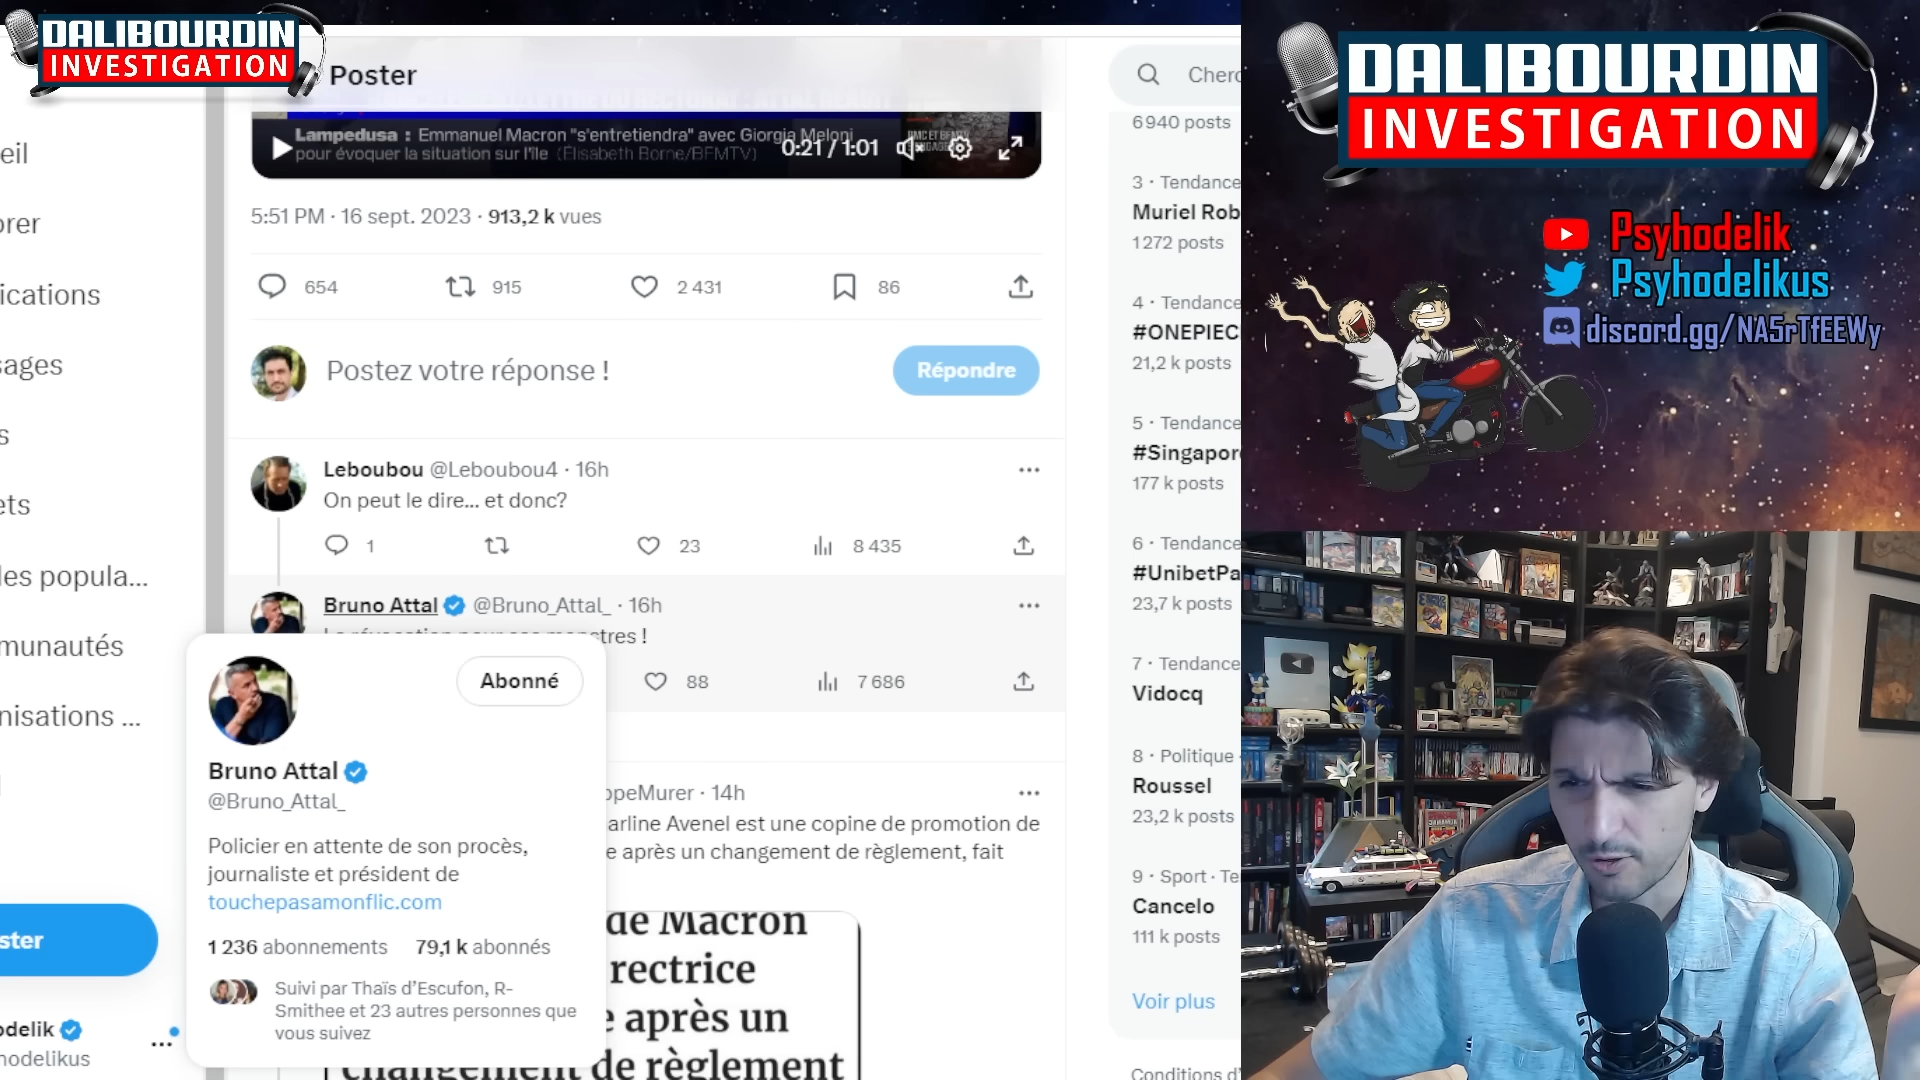 DALIBOURDIN
INVESTIGATION
Poster
Lampedusa : Emmanuel Macron "s'entretiendra" avec Giorgia Meloni
pour évoquer la situation sur l'île (Elisabeth Borne/BFMTV)
0:21 / 1:01
5:51 PM · 16 sept. 2023 · 913,2 k vues
654
915
2 431
86
Postez votre réponse !
Répondre
Leboubou @Leboubou4 · 16h
On peut le dire... et donc?
1
23
8 435
Bruno Attal @Bruno_Attal_ · 16h
88
7 686
Abonné
Bruno Attal
@Bruno_Attal_
Policier en attente de son procès,
journaliste et président de
touchepasamonflic.com
1 236 abonnements 79,1 k abonnés
Suivi par Thaïs d'Escufon, R-
Smithee et 23 autres personnes que
vous suivez
ppeMurer · 14h
arline Avenel est une copine de promotion de
e après un changement de règlement, fait
de Macron
rectrice
e après un
changement de règlement
eil
orer
ications
sages
s
ets
les popula...
munautés
nisations ...
ster
odelik
hodelikus
...
Cherc
6 940 posts
3 · Tendance
Muriel Rob
1 272 posts
4 · Tendance
#ONEPIEC
21,2 k posts
5 · Tendance
#Singapor
177 k posts
6 · Tendance
#UnibetPa
23,7 k posts
7 · Tendance
Vidocq
8 · Politique ·
Roussel
23,2 k posts
9 · Sport · Te
Cancelo
111 k posts
Voir plus
Conditions d'
DALIBOURDIN
INVESTIGATION
Psyhodelik
Psyhodelikus
discord.gg/NA5rTfEEWy